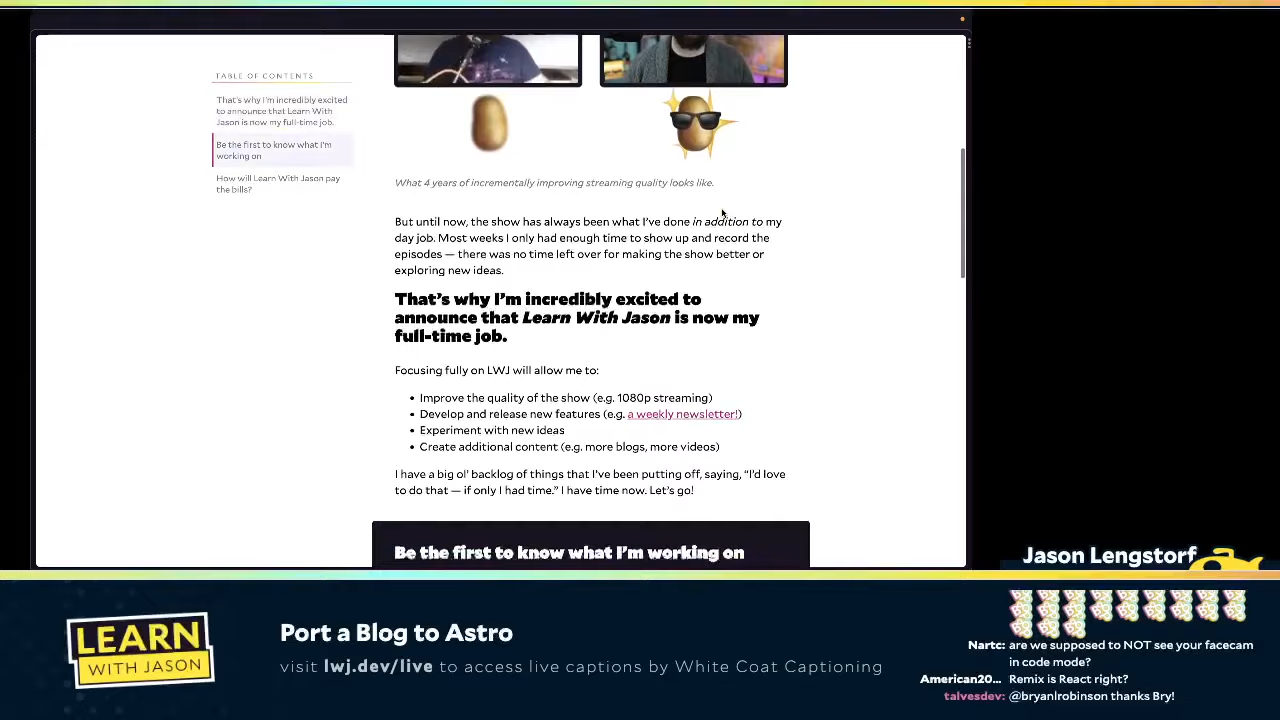 TABLE OF CONTENTS
That's why I'm incredibly excited
to announce that Learn With
Jason is now my full-time job.
Be the first to know what I'm
working on
How will Learn With Jason pay
the bills?
What 4 years of incrementally improving streaming quality looks like.
But until now, the show has always been what I've done in addition to my
day job. Most weeks I only had enough time to show up and record the
episodes — there was no time left over for making the show better or
exploring new ideas.
That's why I'm incredibly excited to
announce that Learn With Jason is now my
full-time job.
Focusing fully on LWJ will allow me to:
• Improve the quality of the show (e.g. 1080p streaming)
• Develop and release new features (e.g. a weekly newsletter!)
• Experiment with new ideas
• Create additional content (e.g. more blogs, more videos)
I have a big ol' backlog of things that I've been putting off, saying, “I'd love
to do that — if only I had time.” I have time now. Let's go!
Be the first to know what I'm working on
Jason Lengstorf
LEARN
WITH JASON
Port a Blog to Astro
visit lwj.dev/live to access live captions by White Coat Captioning
Nartc: are we supposed to NOT see your facecam
in code mode?
American20... Remix is React right?
talvesdev: @bryanlrobinson thanks Bry!